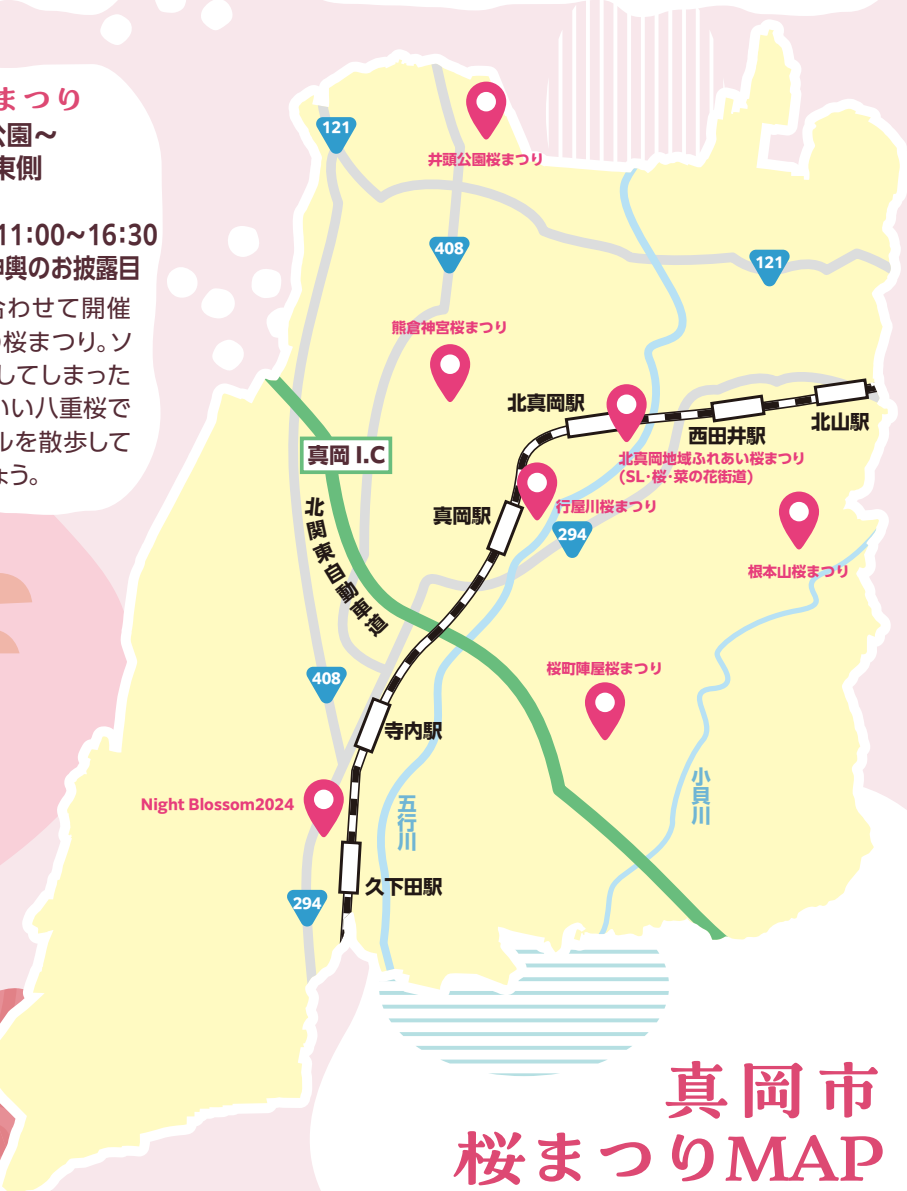 まつり
公園～
東側
11:00～16:30
神輿のお披露目
合わせて開催
桜まつり。ソ
してしまった
いい八重桜で
ルを散歩して
ょう。
121
井頭公園桜まつり
408
121
熊倉神宮桜まつり
北真岡駅
西田井駅
北山駅
真岡 I.C
北真岡地域ふれあい桜まつり
(SL・桜・菜の花街道)
行屋川桜まつり
真岡駅
294
北関東自動車道
根本山桜まつり
桜町陣屋桜まつり
408
寺内駅
小貝川
Night Blossom2024
五行川
久下田駅
294
真岡市
桜まつりMAP